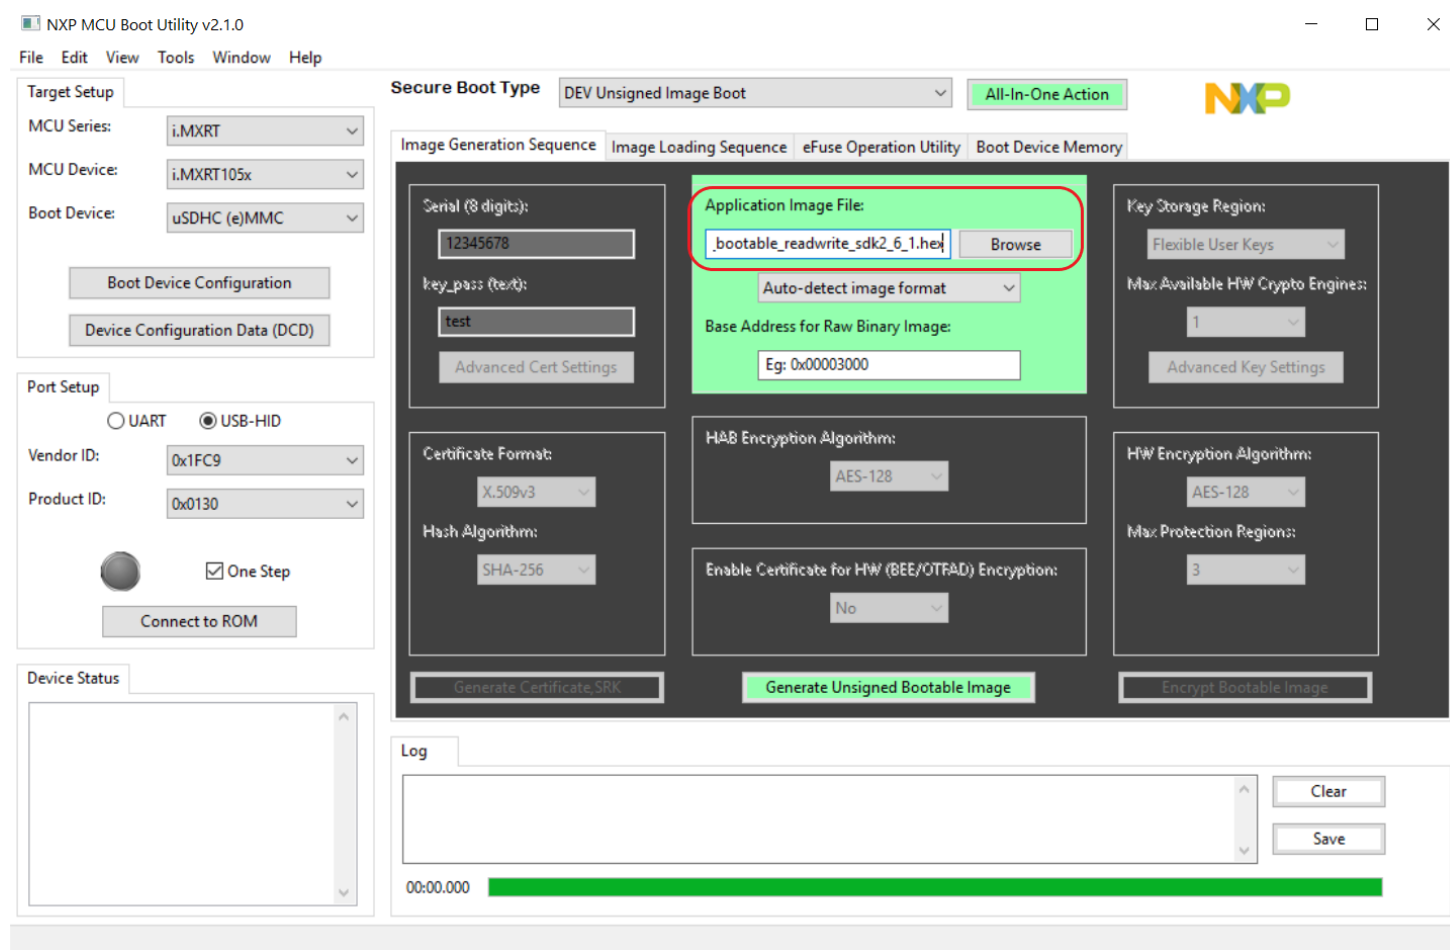 NXP MCU Boot Utility v2.1.0
File Edit View Tools Window Help
Target Setup
MCU Series: i.MXRT
MCU Device: i.MXRT105x
Boot Device: uSDHC (e)MMC
Boot Device Configuration
Device Configuration Data (DCD)
Port Setup
UART USB-HID
Vendor ID: 0x1FC9
Product ID: 0x0130
One Step
Connect to ROM
Device Status
Secure Boot Type DEV Unsigned Image Boot All-In-One Action
NXP
Image Generation Sequence Image Loading Sequence eFuse Operation Utility Boot Device Memory
Serial (8 digits):
12345678
key_pass (text):
test
Advanced Cert Settings
Certificate Format:
X.509v3
Hash Algorithm:
SHA-256
Generate Certificate,SRK
Application Image File:
_bootable_readwrite_sdk2_6_1.hex Browse
Auto-detect image format
Base Address for Raw Binary Image:
Eg: 0x00003000
HAB Encryption Algorithm:
AES-128
Enable Certificate for HW (BEE/OTFAD) Encryption:
No
Generate Unsigned Bootable Image
Key Storage Region:
Flexible User Keys
Max Available HW Crypto Engines:
1
Advanced Key Settings
HW Encryption Algorithm:
AES-128
Max Protection Regions:
3
Encrypt Bootable Image
Log
Clear
Save
00:00.000